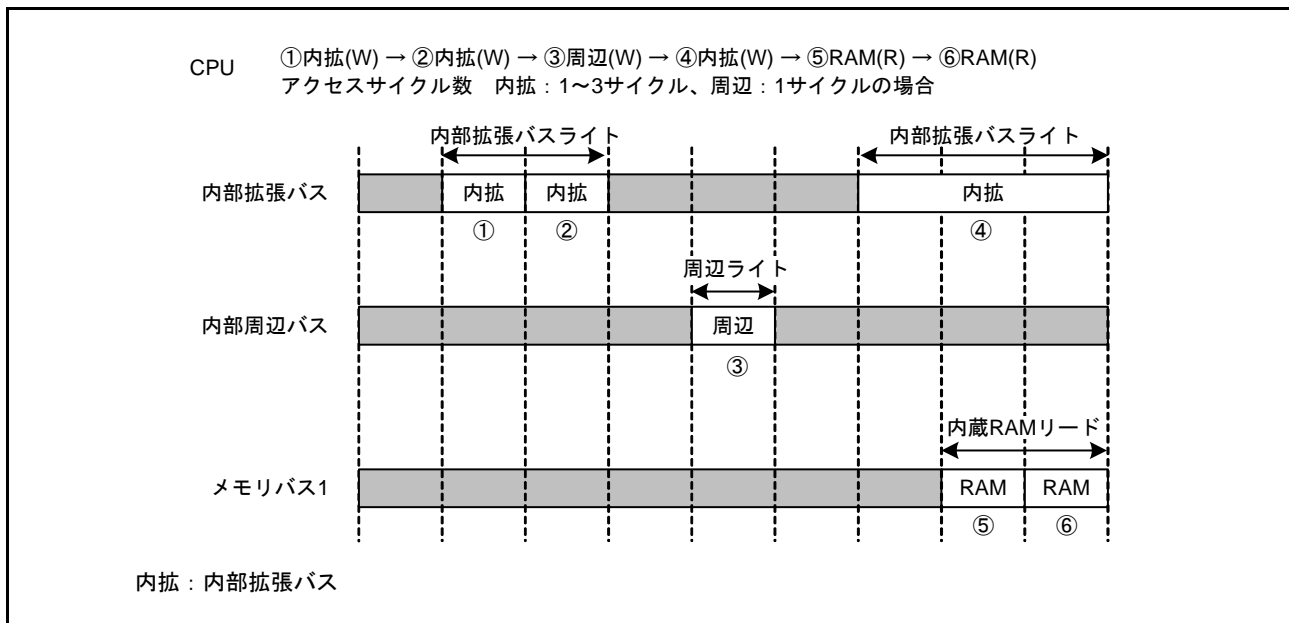 CPU ①内拡(W) → ②内拡(W) → ③周辺(W) → ④内拡(W) → ⑤RAM(R) → ⑥RAM(R)
アクセスサイクル数 内拡：1～3サイクル、周辺：1サイクルの場合
内部拡張バスライト 内部拡張バスライト
内部拡張バス 内拡 内拡 内拡
① ② ④
周辺ライト
内部周辺バス 周辺
③
内蔵RAMリード
メモリバス1 RAM RAM
⑤ ⑥
内拡：内部拡張バス